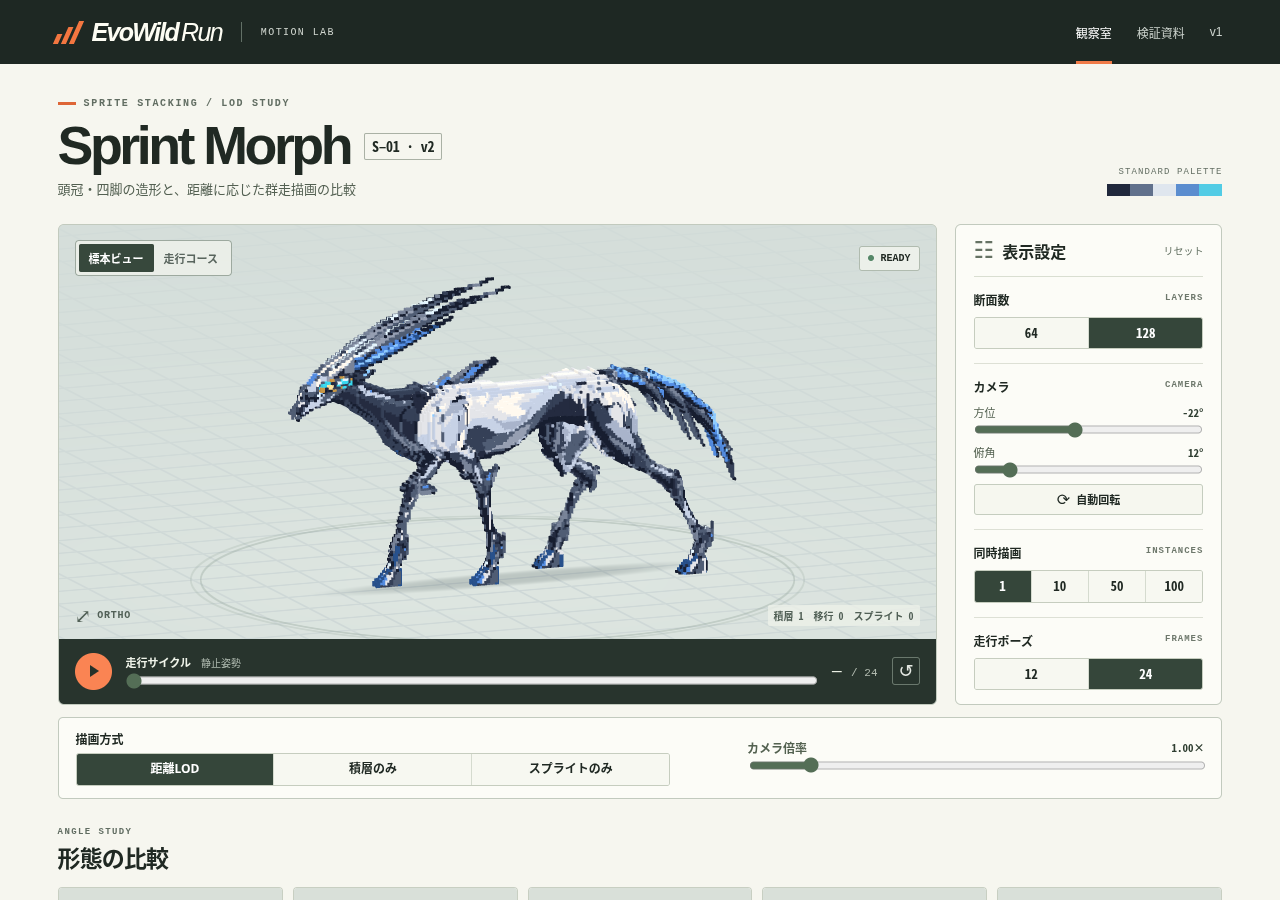 EvoWild Run MOTION LAB 観察室 検証資料 v1
SPRITE STACKING / LOD STUDY
Sprint Morph S–01 · v2
頭冠・四脚の造形と、距離に応じた群走描画の比較
STANDARD PALETTE
標本ビュー 走行コース
READY
ORTHO
積層 1 移行 0 スプライト 0
走行サイクル 静止姿勢
— / 24
表示設定 リセット
断面数 LAYERS
64 128
カメラ CAMERA
方位 -22°
俯角 12°
⟳ 自動回転
同時描画 INSTANCES
1 10 50 100
走行ポーズ FRAMES
12 24
描画方式
距離LOD 積層のみ スプライトのみ
カメラ倍率 1.00×
ANGLE STUDY
形態の比較